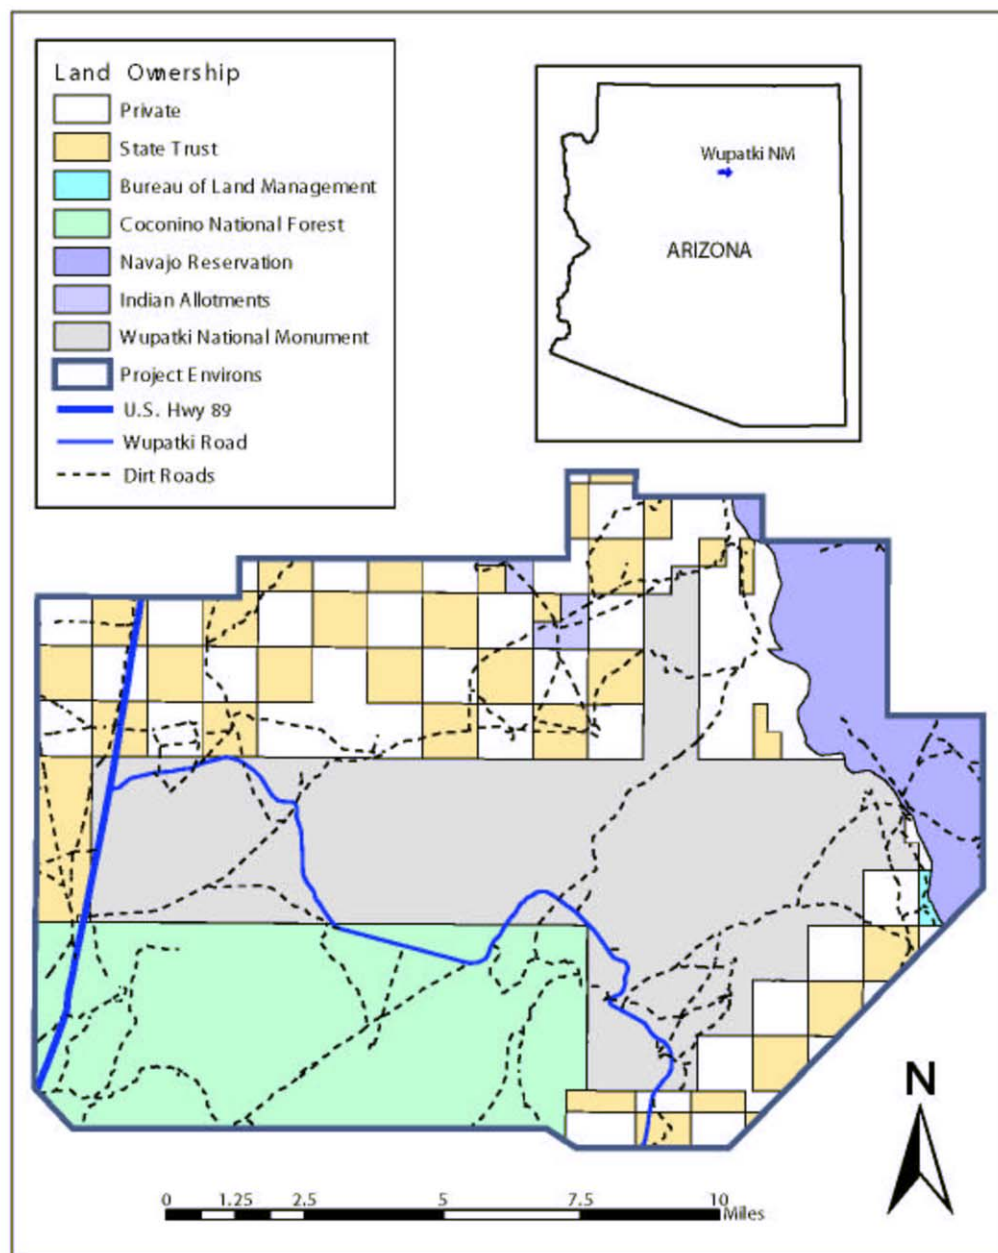 Land Ownership
Private
State Trust
Bureau of Land Management
Coconino National Forest
Navajo Reservation
Indian Allotments
Wupatki National Monument
Project Environs
U.S. Hwy 89
Wupatki Road
Dirt Roads
Wupatki NM
ARIZONA
N
0 1.25 2.5 5 7.5 10
Miles